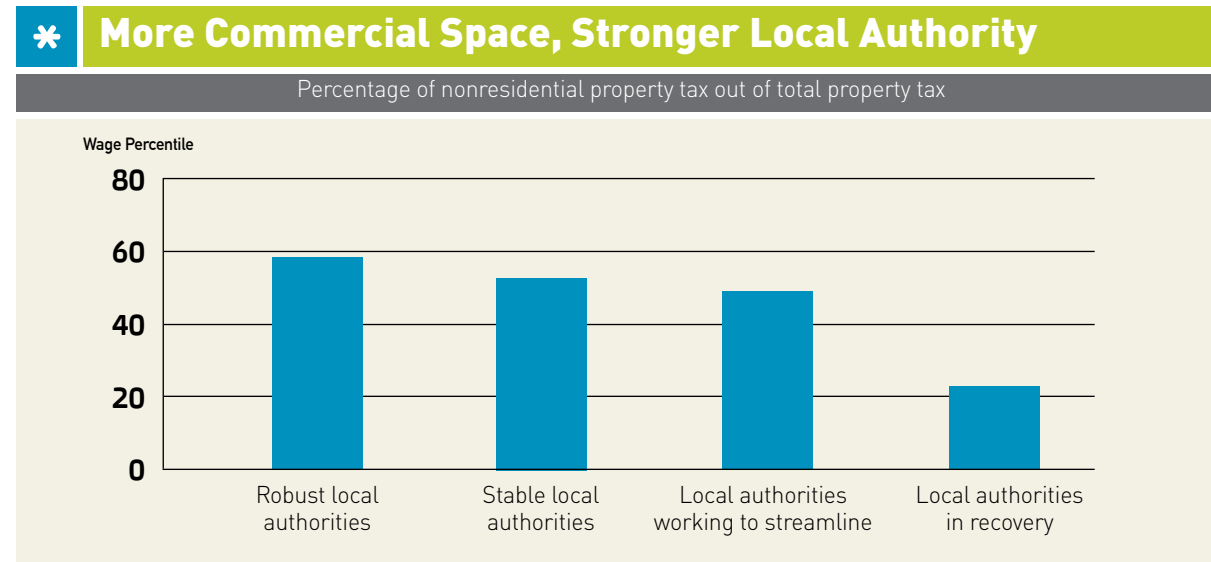 * More Commercial Space, Stronger Local Authority
Percentage of nonresidential property tax out of total property tax
Wage Percentile
80
60
40
20
0
Robust local
authorities
Stable local
authorities
Local authorities
working to streamline
Local authorities
in recovery